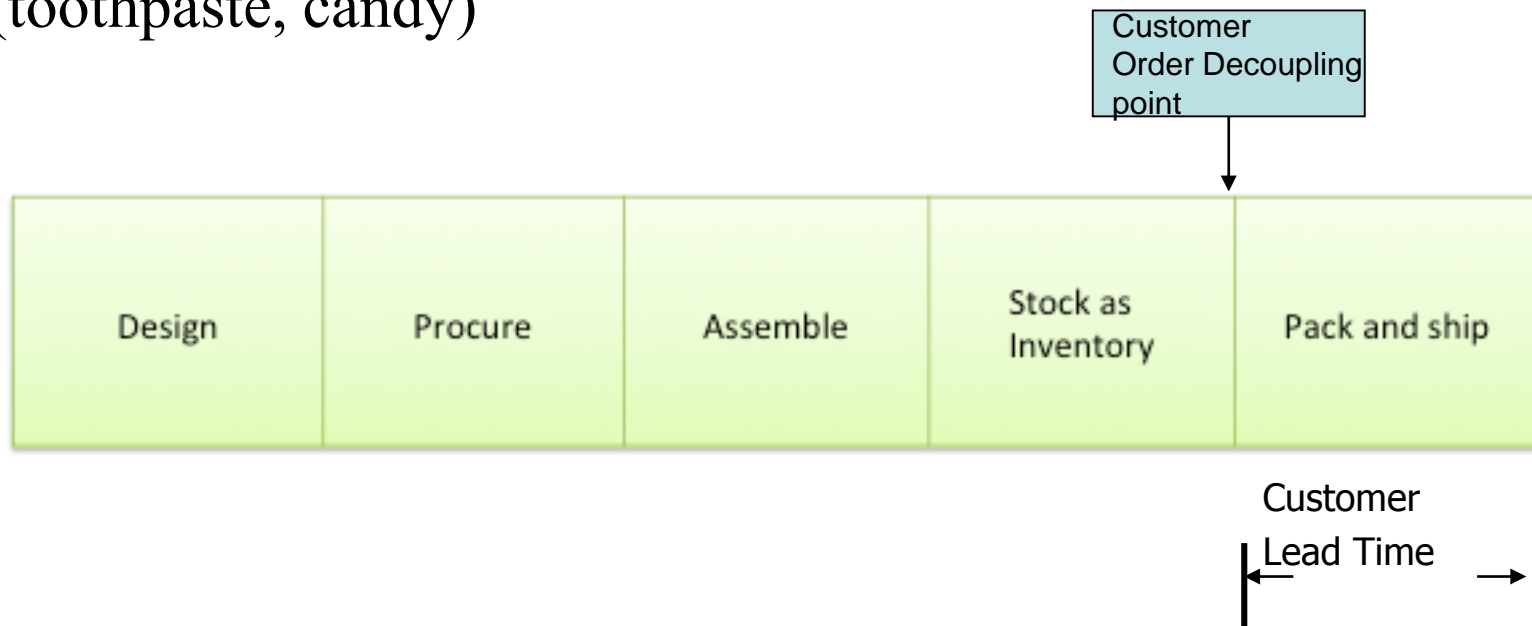 (toothpaste, candy)
Customer
Order Decoupling
point
Design
Procure
Assemble
Stock as
Inventory
Pack and ship
Customer
Lead Time